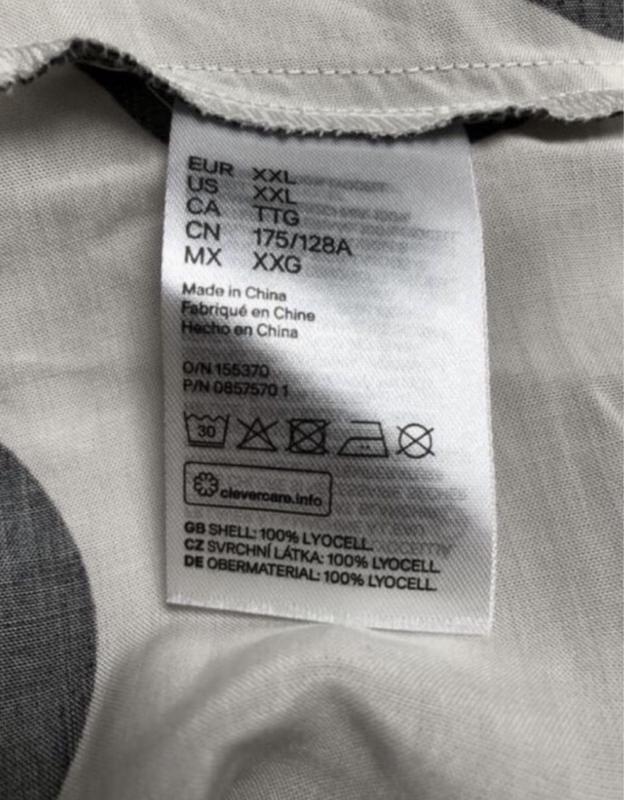 EUR XXL
US XXL
CA TTG
CN 175/128A
MX XXG
Made in China
Fabriqué en Chine
Hecho en China
O/N 155370
P/N 0857570 1
30
clevercare.info
GB SHELL: 100% LYOCELL.
CZ SVRCHNÍ LÁTKA: 100% LYOCELL.
DE OBERMATERIAL: 100% LYOCELL.